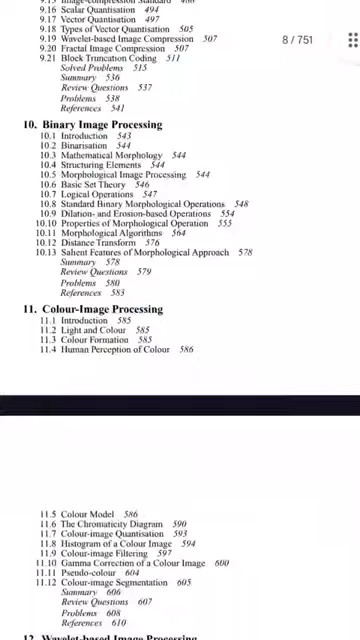 9.15 Image-compression Standard 488
9.16 Scalar Quantisation 494
9.17 Vector Quantisation 497
9.18 Types of Vector Quantisation 505
9.19 Wavelet-based Image Compression 507
8 / 751
9.20 Fractal Image Compression 507
9.21 Block Truncation Coding 511
Solved Problems 515
Summary 536
Review Questions 537
Problems 538
References 541
10. Binary Image Processing
10.1 Introduction 543
10.2 Binarisation 544
10.3 Mathematical Morphology 544
10.4 Structuring Elements 544
10.5 Morphological Image Processing 544
10.6 Basic Set Theory 546
10.7 Logical Operations 547
10.8 Standard Binary Morphological Operations 548
10.9 Dilation- and Erosion-based Operations 554
10.10 Properties of Morphological Operation 555
10.11 Morphological Algorithms 564
10.12 Distance Transform 576
10.13 Salient Features of Morphological Approach 578
Summary 578
Review Questions 579
Problems 580
References 583
11. Colour-Image Processing
11.1 Introduction 585
11.2 Light and Colour 585
11.3 Colour Formation 585
11.4 Human Perception of Colour 586
11.5 Colour Model 586
11.6 The Chromaticity Diagram 590
11.7 Colour-image Quantisation 593
11.8 Histogram of a Colour Image 594
11.9 Colour-image Filtering 597
11.10 Gamma Correction of a Colour Image 600
11.11 Pseudo-colour 604
11.12 Colour-image Segmentation 605
Summary 606
Review Questions 607
Problems 608
References 610
12. Wavelet-based Image Processing